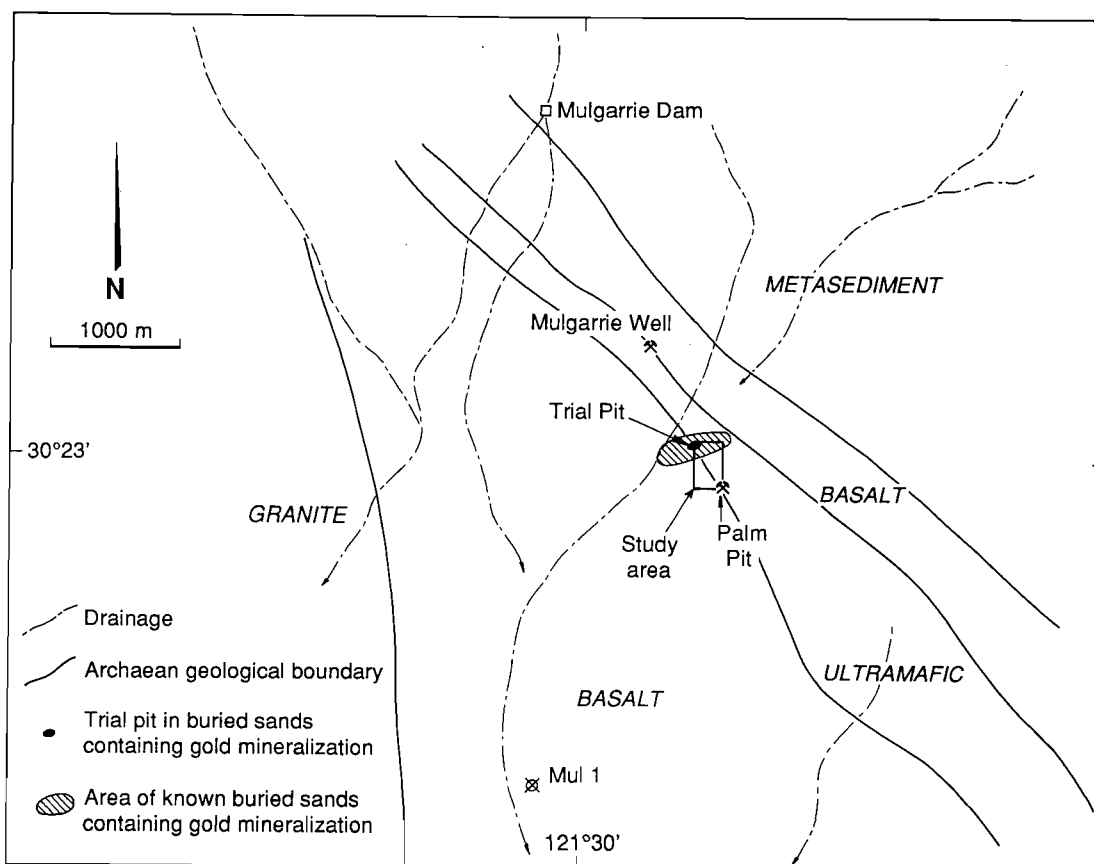 Mulgarrie Dam
N
1000 m
METASEDIMENT
Mulgarrie Well
Trial Pit
30°23'
BASALT
GRANITE
Study
area
Palm
Pit
Drainage
Archaean geological boundary
ULTRAMAFIC
BASALT
Trial pit in buried sands
containing gold mineralization
Mul 1
Area of known buried sands
containing gold mineralization
121°30'